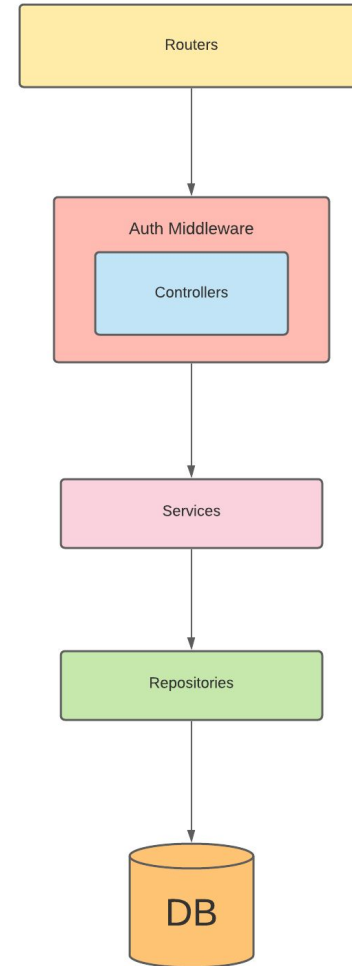 Routers
Auth Middleware
Controllers
Services
Repositories
DB